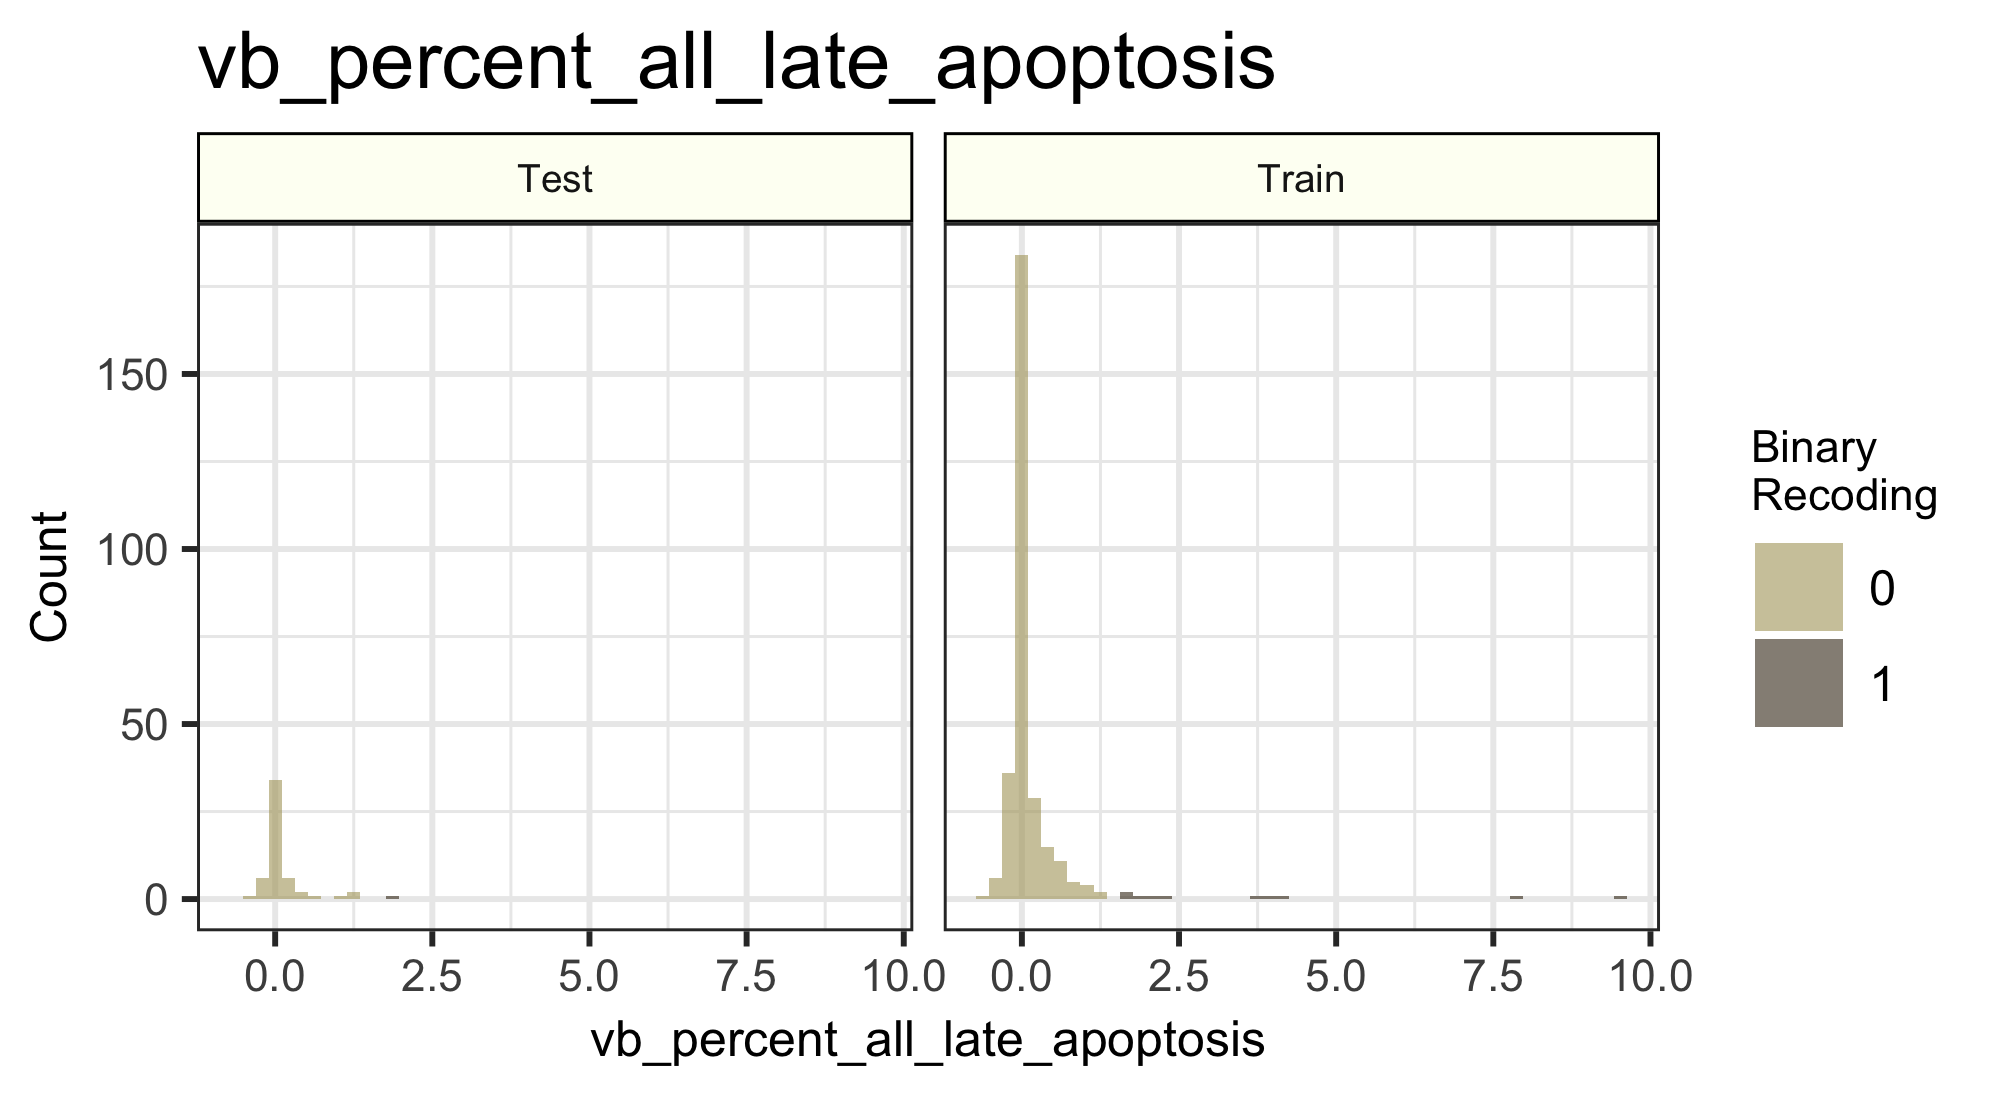 vb_percent_all_late_apoptosis
Test
Train
150
100
50
0
Count
0.0 2.5 5.0 7.5 10.0
0.0 2.5 5.0 7.5 10.0
vb_percent_all_late_apoptosis
Binary
Recoding
0
1